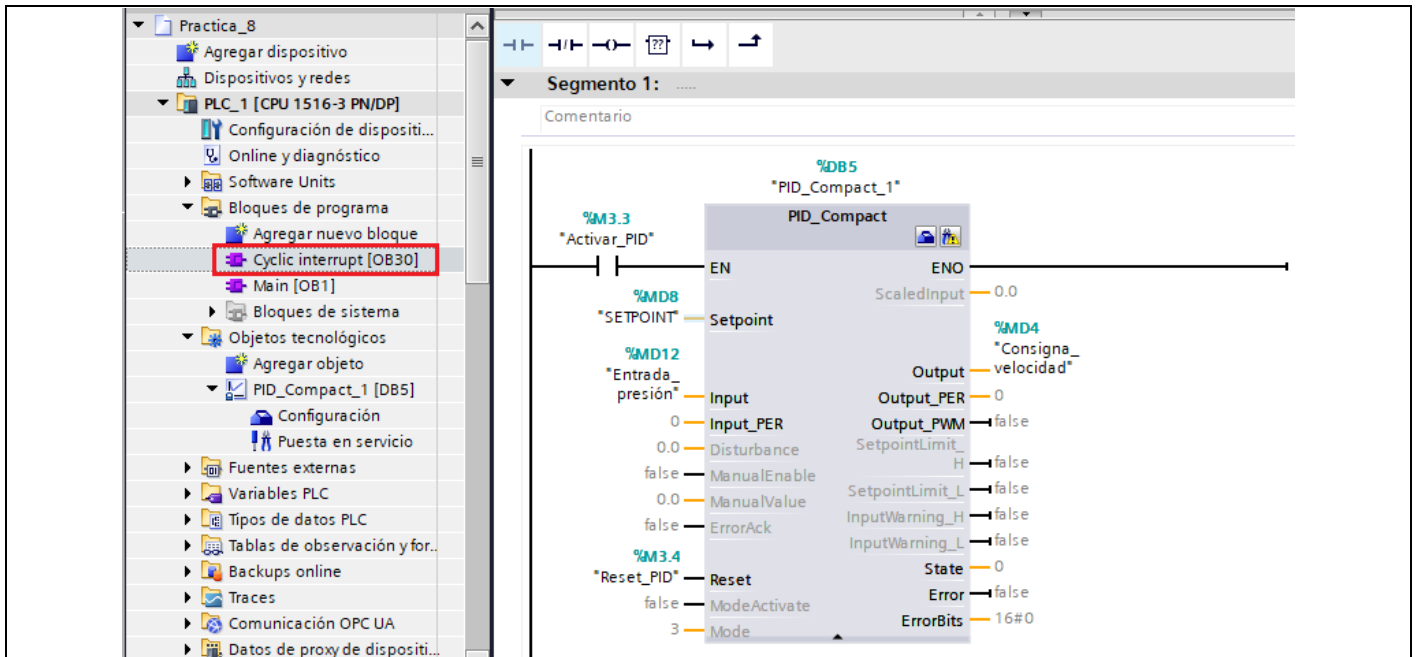 Practica_8
Agregar dispositivo
Dispositivos y redes
PLC_1 [CPU 1516-3 PN/DP]
Configuración de dispositi...
Online y diagnóstico
Software Units
Bloques de programa
Agregar nuevo bloque
Cyclic interrupt [OB30]
Main [OB1]
Bloques de sistema
Objetos tecnológicos
Agregar objeto
PID_Compact_1 [DB5]
Configuración
Puesta en servicio
Fuentes externas
Variables PLC
Tipos de datos PLC
Tablas de observación y for..
Backups online
Traces
Comunicación OPC UA
Datos de proxy de dispositi...
??
Segmento 1: .....
Comentario
%DB5
"PID_Compact_1"
PID_Compact
%M3.3
"Activar_PID"
EN
ENO
ScaledInput 0.0
%MD8
"SETPOINT"
Setpoint
%MD4
"Consigna_
velocidad"
Output
%MD12
"Entrada_
presión"
Input
Output_PER 0
0 Input_PER
Output_PWM false
0.0 Disturbance
SetpointLimit_
H false
false ManualEnable
SetpointLimit_L false
0.0 ManualValue
InputWarning_H false
false ErrorAck
InputWarning_L false
%M3.4
"Reset_PID"
Reset
State 0
Error false
false ModeActivate
ErrorBits 16#0
3 Mode